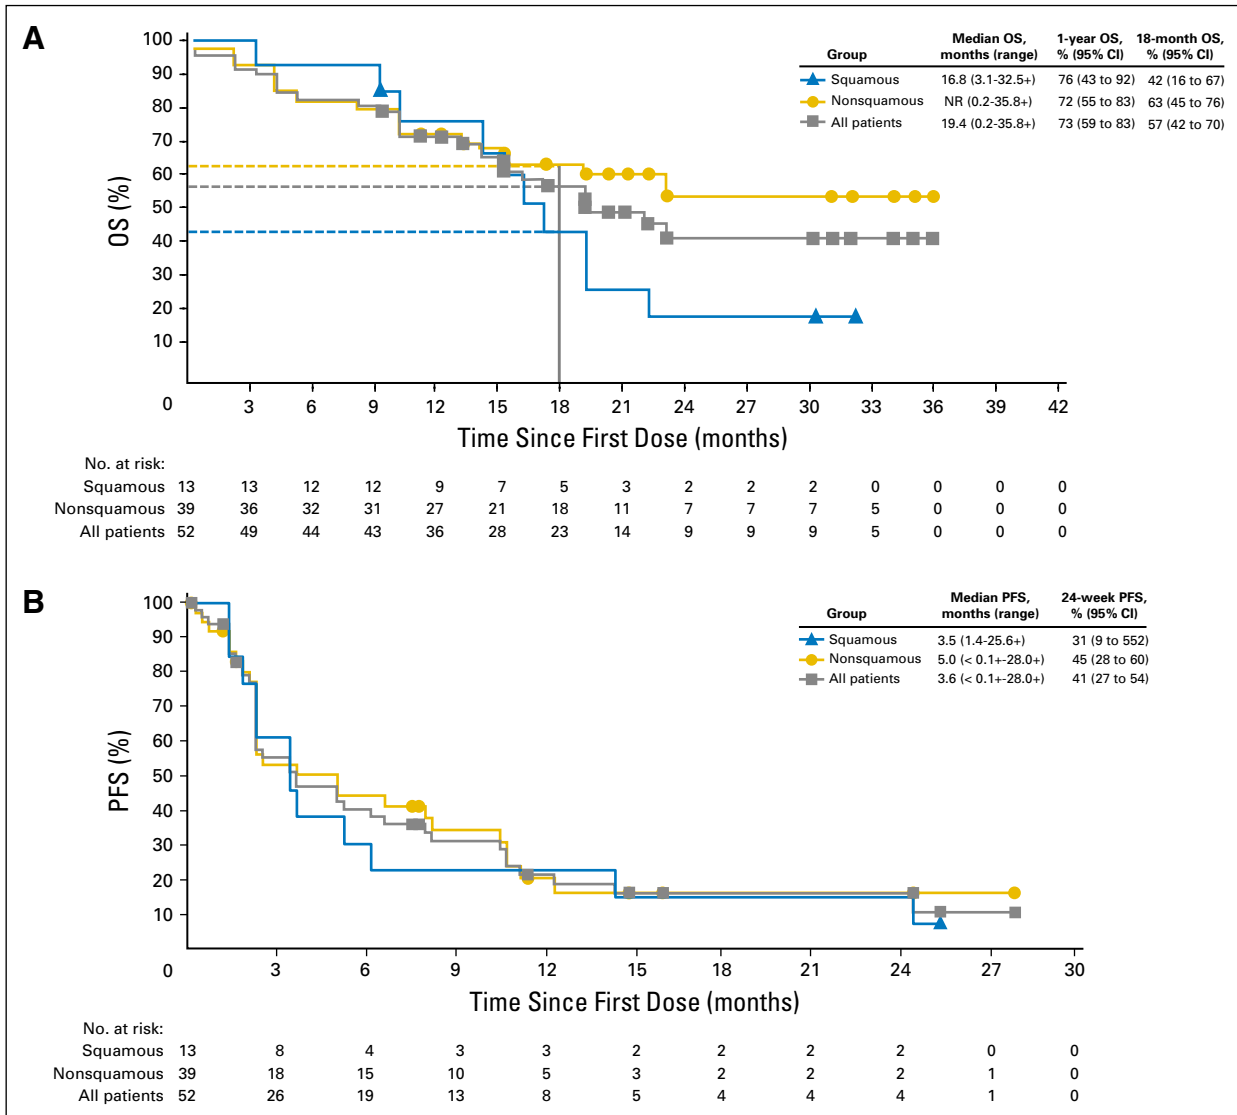 A
Group Median OS, months (range) 1-year OS, % (95% CI) 18-month OS, % (95% CI)
Squamous 16.8 (3.1-32.5+) 76 (43 to 92) 42 (16 to 67)
Nonsquamous NR (0.2-35.8+) 72 (55 to 83) 63 (45 to 76)
All patients 19.4 (0.2-35.8+) 73 (59 to 83) 57 (42 to 70)
OS (%)
100
90
80
70
60
50
40
30
20
10
0 3 6 9 12 15 18 21 24 27 30 33 36 39 42
Time Since First Dose (months)
No. at risk:
Squamous 13 13 12 12 9 7 5 3 2 2 2 0 0 0 0
Nonsquamous 39 36 32 31 27 21 18 11 7 7 7 5 0 0 0
All patients 52 49 44 43 36 28 23 14 9 9 9 5 0 0 0
B
Group Median PFS, months (range) 24-week PFS, % (95% CI)
Squamous 3.5 (1.4-25.6+) 31 (9 to 552)
Nonsquamous 5.0 (< 0.1+-28.0+) 45 (28 to 60)
All patients 3.6 (< 0.1+-28.0+) 41 (27 to 54)
PFS (%)
100
90
80
70
60
50
40
30
20
10
0 3 6 9 12 15 18 21 24 27 30
Time Since First Dose (months)
No. at risk:
Squamous 13 8 4 3 3 2 2 2 2 0 0
Nonsquamous 39 18 15 10 5 3 2 2 2 1 0
All patients 52 26 19 13 8 5 4 4 4 1 0